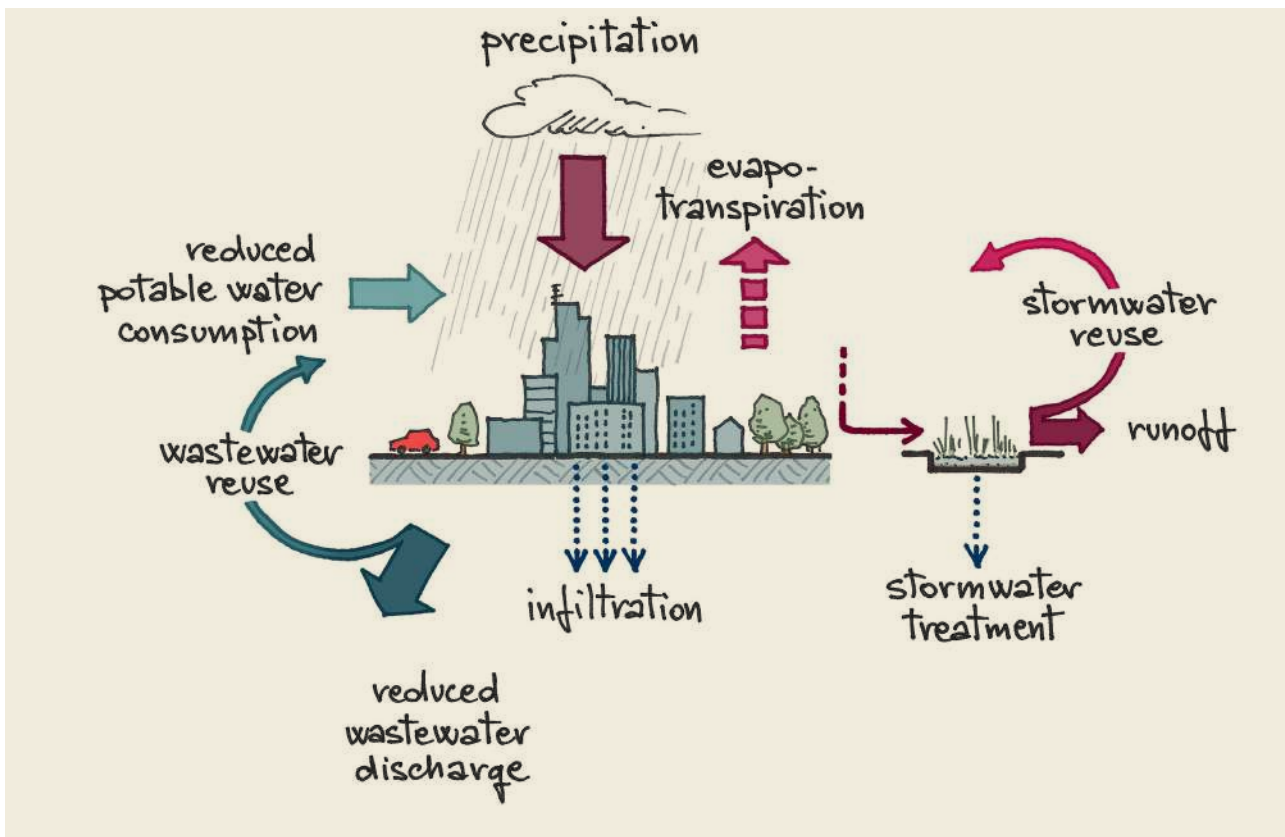 precipitation
evapo-
transpiration
reduced
potable water
consumption
stormwater
reuse
wastewater
reuse
runoff
infiltration
stormwater
treatment
reduced
wastewater
discharge